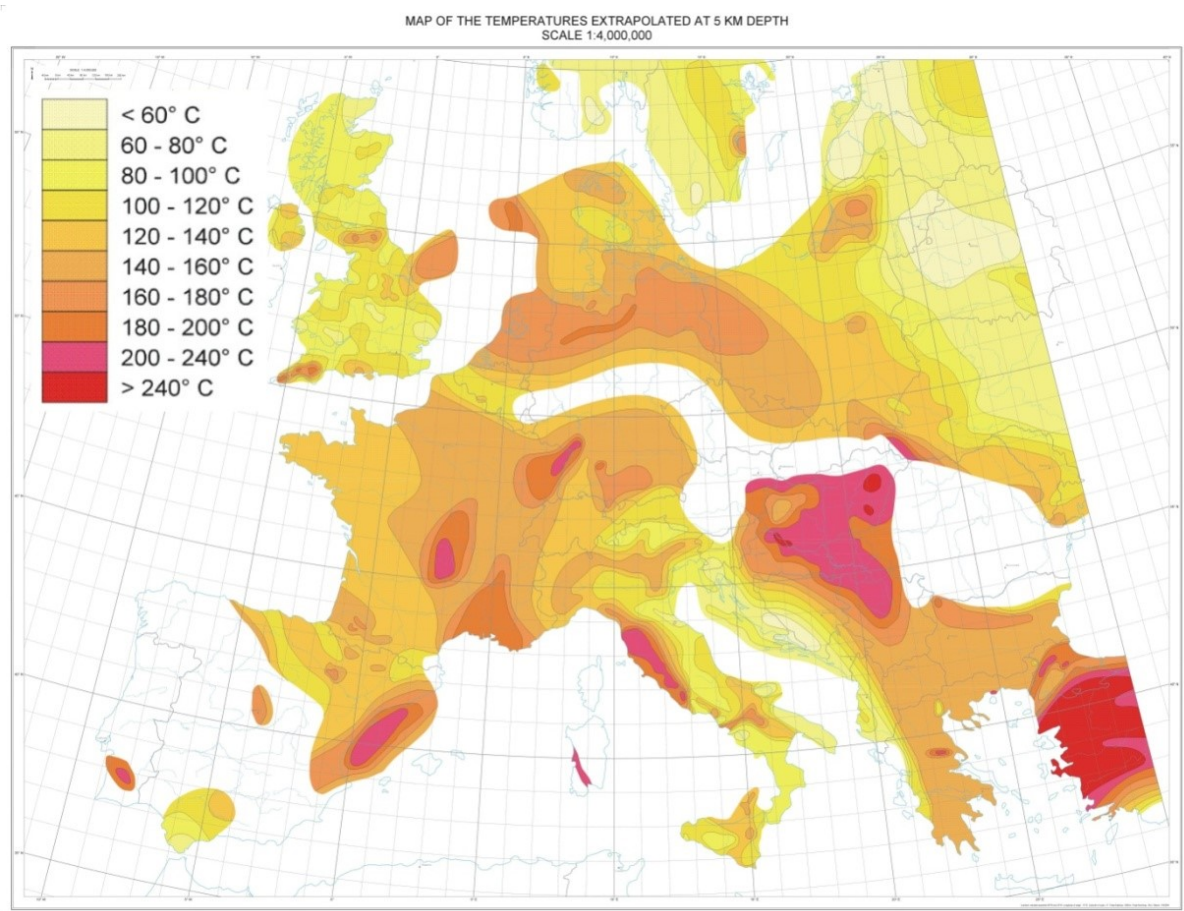 MAP OF THE TEMPERATURES EXTRAPOLATED AT 5 KM DEPTH
SCALE 1:4,000,000
< 60° C
60 - 80° C
80 - 100° C
100 - 120° C
120 - 140° C
140 - 160° C
160 - 180° C
180 - 200° C
200 - 240° C
> 240° C